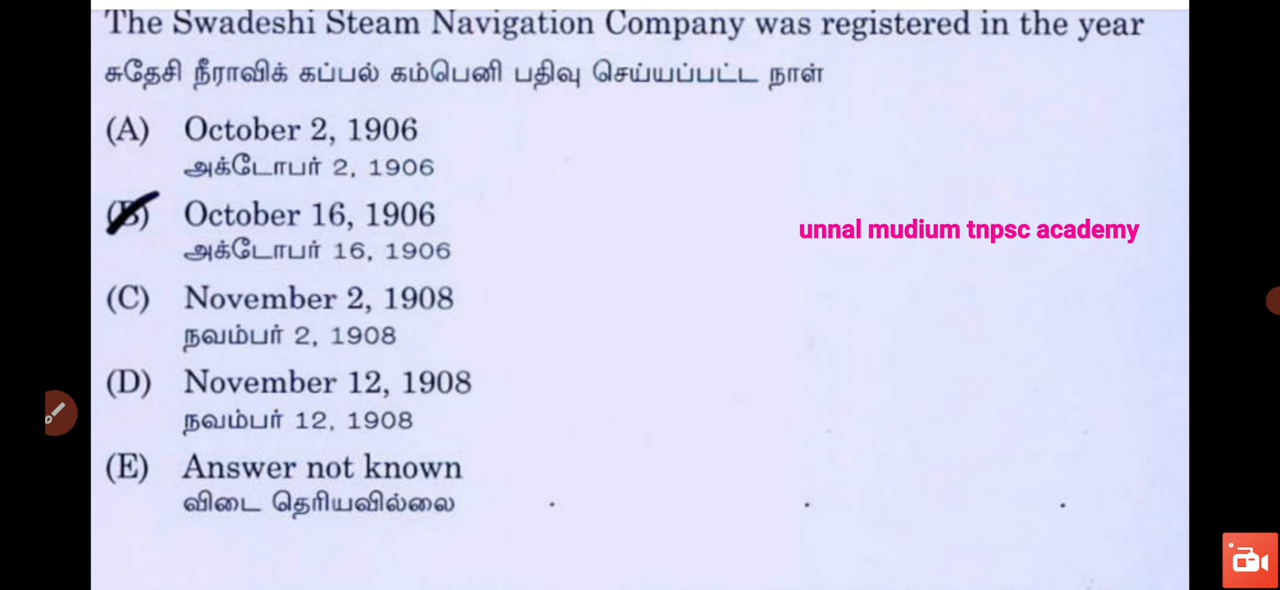 The Swadeshi Steam Navigation Company was registered in the year
சுதேசி நீராவிக் கப்பல் கம்பெனி பதிவு செய்யப்பட்ட நாள்
(A) October 2, 1906
அக்டோபர் 2, 1906
(B) October 16, 1906
அக்டோபர் 16, 1906
unnal mudium tnpsc academy
(C) November 2, 1908
நவம்பர் 2, 1908
(D) November 12, 1908
நவம்பர் 12, 1908
(E) Answer not known
விடை தெரியவில்லை